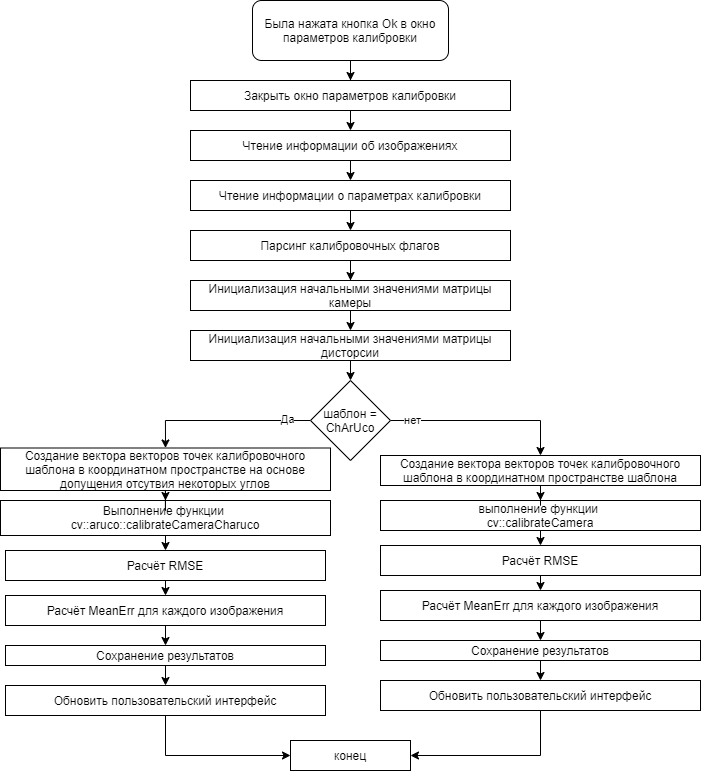 Была нажата кнопка Ok в окно
параметров калибровки
Закрыть окно параметров калибровки
Чтение информации об изображениях
Чтение информации о параметрах калибровки
Парсинг калибровочных флагов
Инициализация начальными значениями матрицы
камеры
Инициализация начальными значениями матрицы
дисторсии
шаблон =
ChArUco
Да
нет
Создание вектора векторов точек калибровочного
шаблона в координатном пространстве на основе
допущения отсутвия некоторых углов
Выполнение функции
cv::aruco::calibrateCameraCharuco
Расчёт RMSE
Расчёт MeanErr для каждого изображения
Сохранение результатов
Обновить пользовательский интерфейс
Создание вектора векторов точек калибровочного
шаблона в координатном пространстве шаблона
выполнение функции
cv::calibrateCamera
Расчёт RMSE
Расчёт MeanErr для каждого изображения
Сохранение результатов
Обновить пользовательский интерфейс
конец